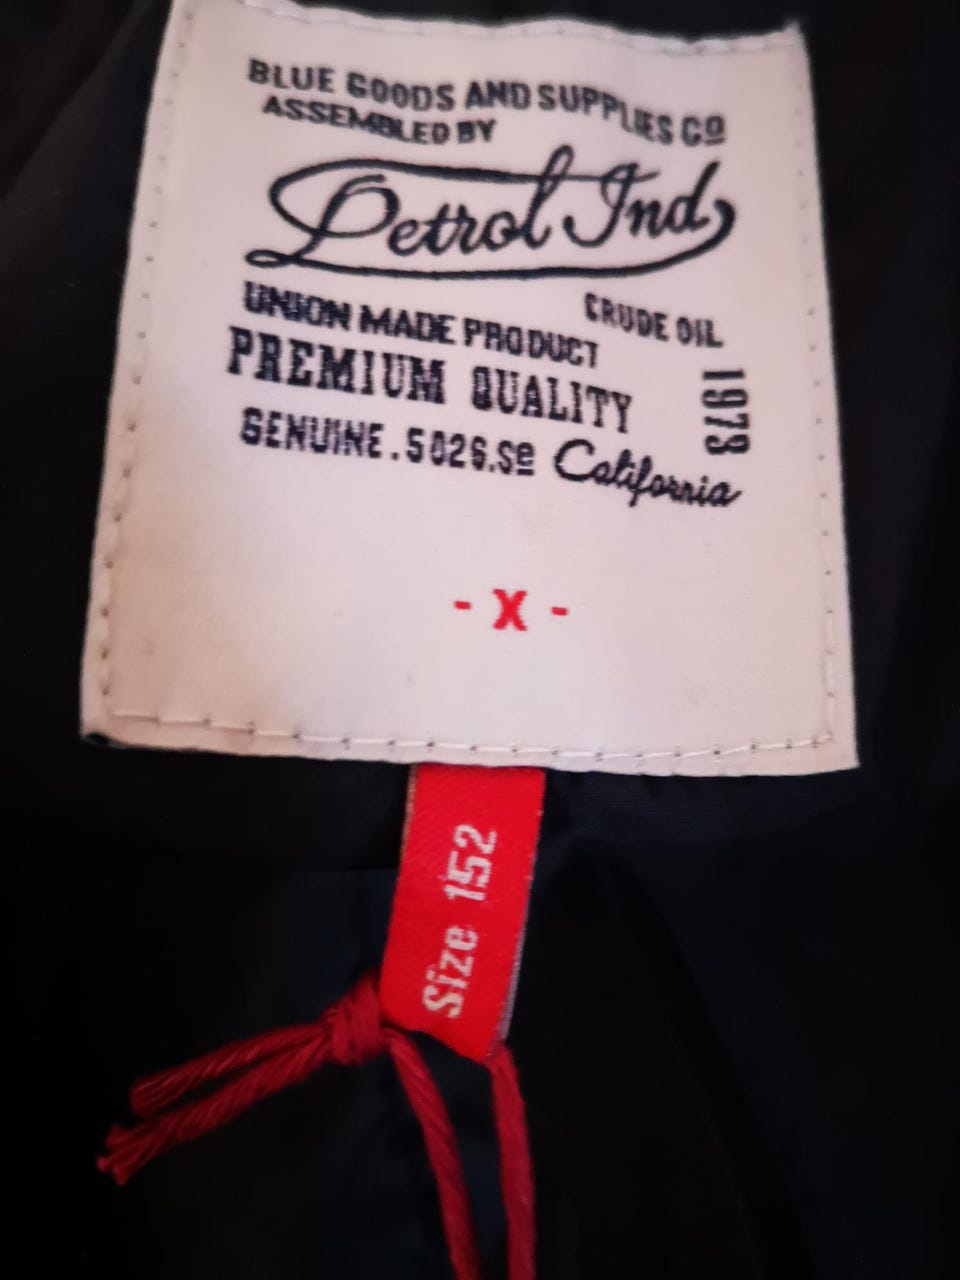 BLUE GOODS AND SUPPLIES Co
ASSEMBLED BY
Petrol Ind
CRUDE OIL
UNION MADE PRODUCT
PREMIUM QUALITY
1973
GENUINE.5026.Se California
- X -
Size 152